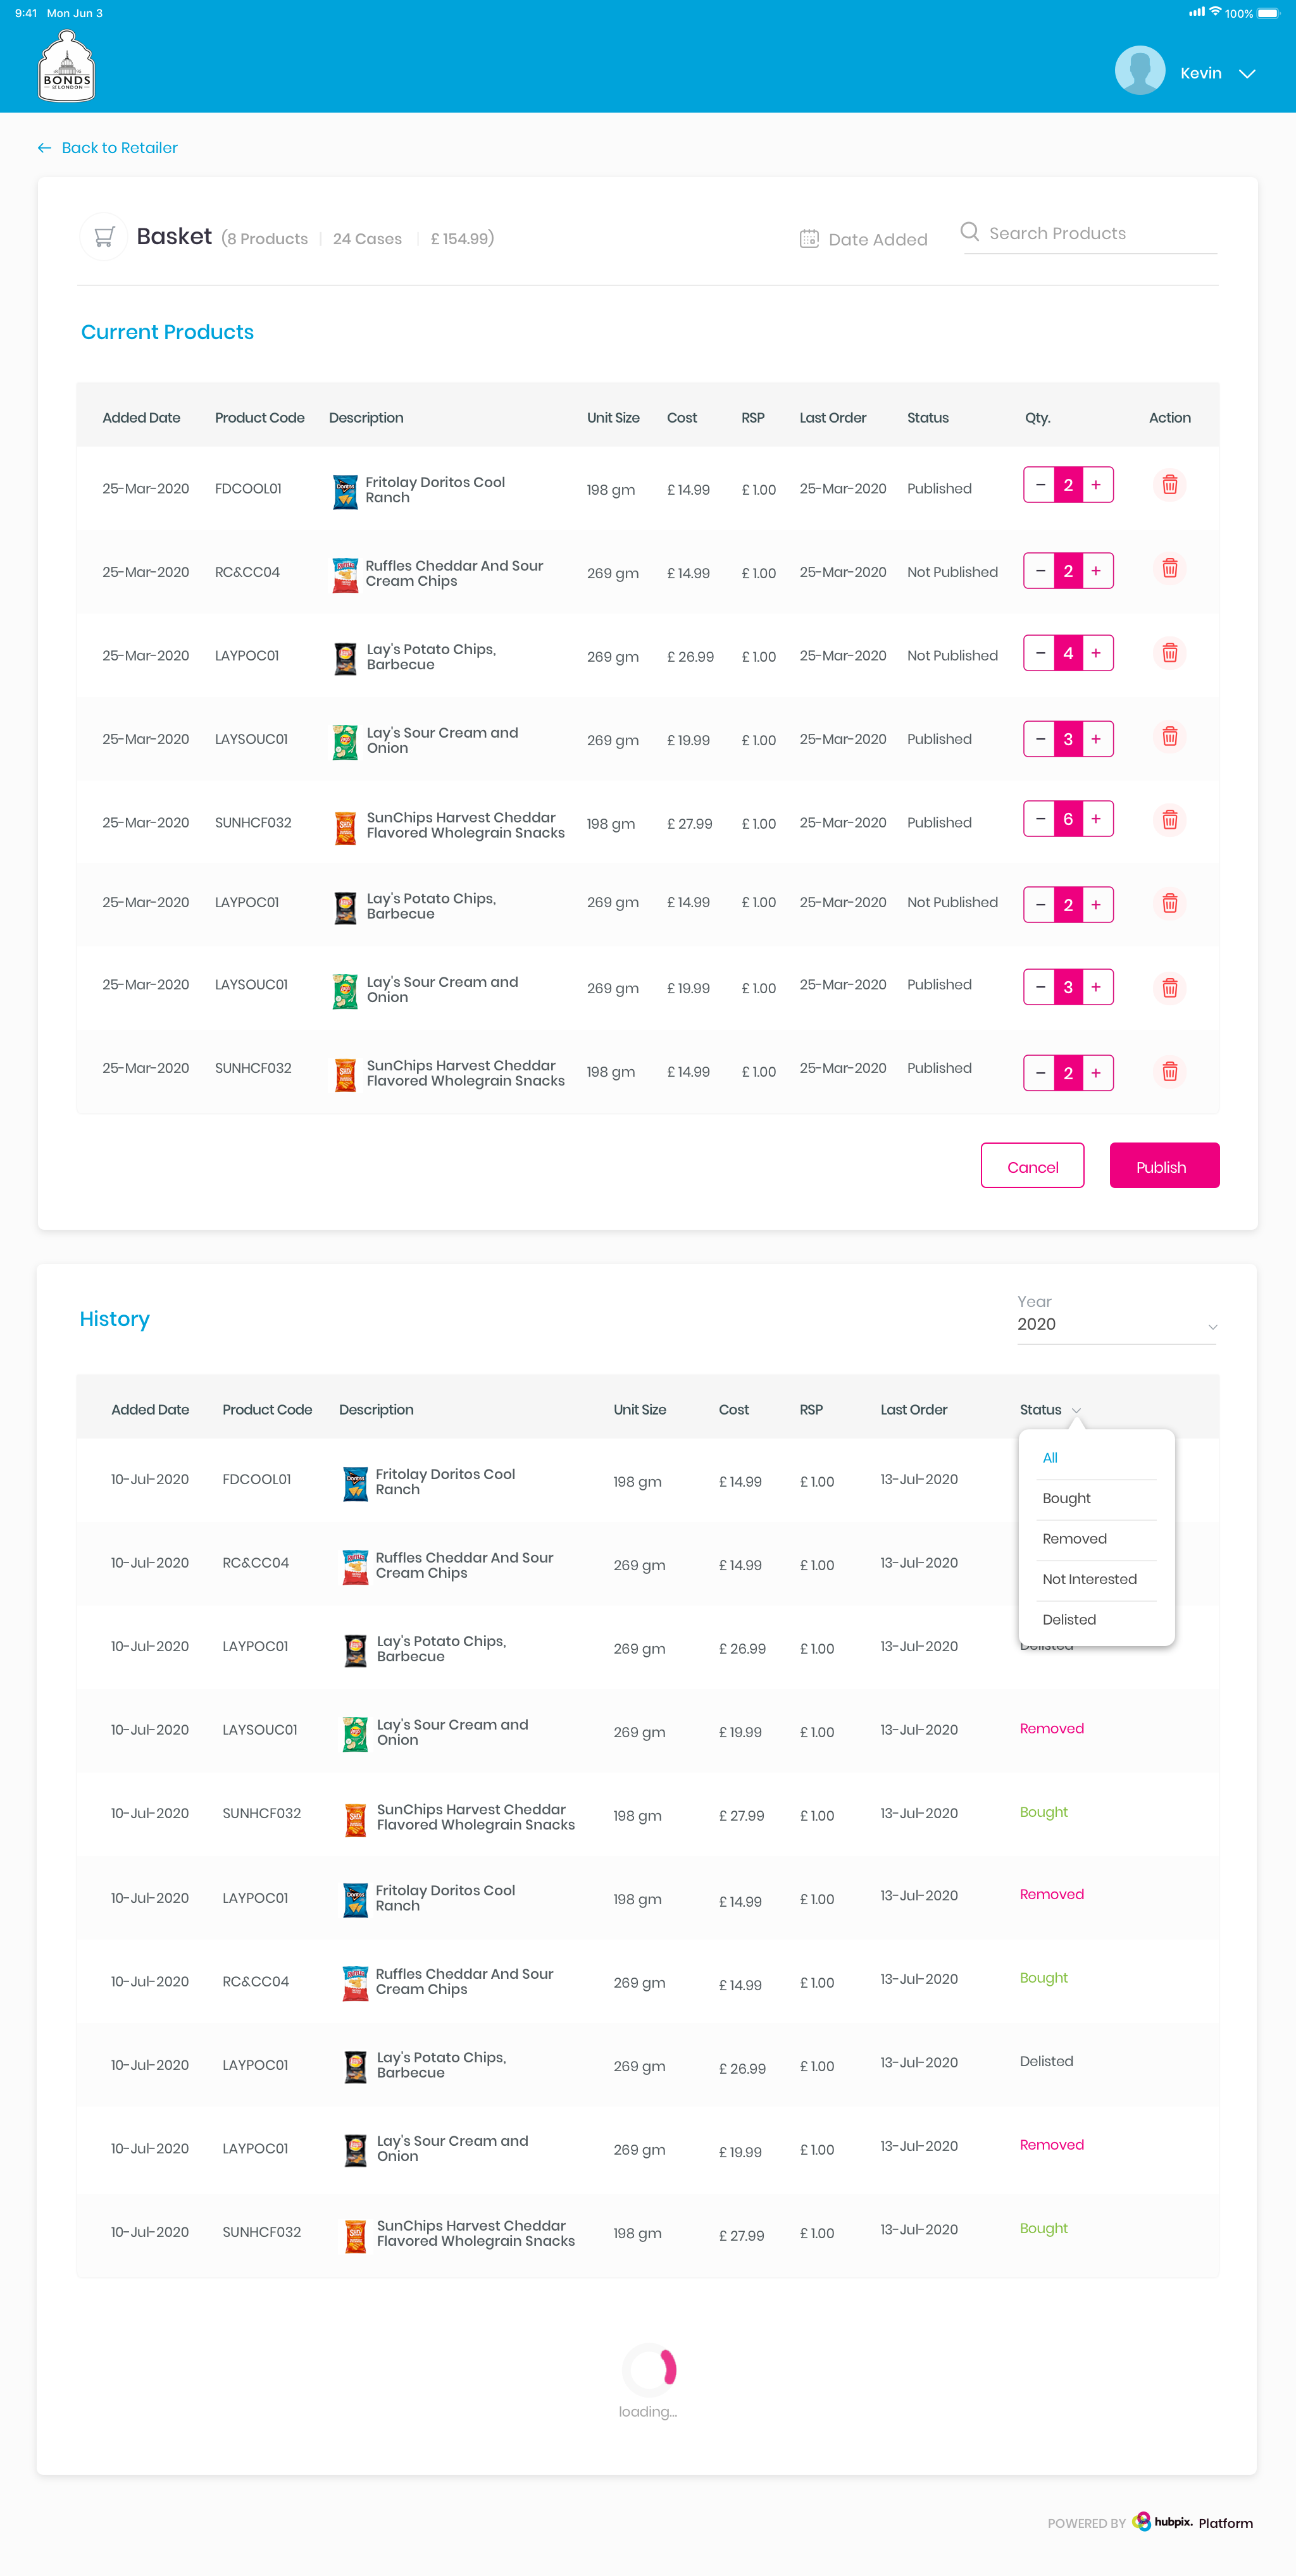 9:41 Mon Jun 3 100%
BONDS
OF LONDON
Kevin
Back to Retailer
Basket (8 Products | 24 Cases | £ 154.99)
Date Added
Search Products
Current Products
Added Date Product Code Description Unit Size Cost RSP Last Order Status Qty. Action
25-Mar-2020 FDCOOL01 Fritolay Doritos Cool 198 gm £ 14.99 £ 1.00 25-Mar-2020 Published − 2 +
Ranch
25-Mar-2020 RC&CC04 Ruffles Cheddar And Sour 269 gm £ 14.99 £ 1.00 25-Mar-2020 Not Published − 2 +
Cream Chips
25-Mar-2020 LAYPOC01 Lay's Potato Chips, 269 gm £ 26.99 £ 1.00 25-Mar-2020 Not Published − 4 +
Barbecue
25-Mar-2020 LAYSOUC01 Lay's Sour Cream and 269 gm £ 19.99 £ 1.00 25-Mar-2020 Published − 3 +
Onion
25-Mar-2020 SUNHCF032 SunChips Harvest Cheddar 198 gm £ 27.99 £ 1.00 25-Mar-2020 Published − 6 +
Flavored Wholegrain Snacks
25-Mar-2020 LAYPOC01 Lay's Potato Chips, 269 gm £ 14.99 £ 1.00 25-Mar-2020 Not Published − 2 +
Barbecue
25-Mar-2020 LAYSOUC01 Lay's Sour Cream and 269 gm £ 19.99 £ 1.00 25-Mar-2020 Published − 3 +
Onion
25-Mar-2020 SUNHCF032 SunChips Harvest Cheddar 198 gm £ 14.99 £ 1.00 25-Mar-2020 Published − 2 +
Flavored Wholegrain Snacks
Cancel Publish
History
Year
2020
Added Date Product Code Description Unit Size Cost RSP Last Order Status
All
Bought
Removed
Not Interested
Delisted
10-Jul-2020 FDCOOL01 Fritolay Doritos Cool 198 gm £ 14.99 £ 1.00 13-Jul-2020
Ranch
10-Jul-2020 RC&CC04 Ruffles Cheddar And Sour 269 gm £ 14.99 £ 1.00 13-Jul-2020
Cream Chips
10-Jul-2020 LAYPOC01 Lay's Potato Chips, 269 gm £ 26.99 £ 1.00 13-Jul-2020 Delisted
Barbecue
10-Jul-2020 LAYSOUC01 Lay's Sour Cream and 269 gm £ 19.99 £ 1.00 13-Jul-2020 Removed
Onion
10-Jul-2020 SUNHCF032 SunChips Harvest Cheddar 198 gm £ 27.99 £ 1.00 13-Jul-2020 Bought
Flavored Wholegrain Snacks
10-Jul-2020 LAYPOC01 Fritolay Doritos Cool 198 gm £ 14.99 £ 1.00 13-Jul-2020 Removed
Ranch
10-Jul-2020 RC&CC04 Ruffles Cheddar And Sour 269 gm £ 14.99 £ 1.00 13-Jul-2020 Bought
Cream Chips
10-Jul-2020 LAYPOC01 Lay's Potato Chips, 269 gm £ 26.99 £ 1.00 13-Jul-2020 Delisted
Barbecue
10-Jul-2020 LAYPOC01 Lay's Sour Cream and 269 gm £ 19.99 £ 1.00 13-Jul-2020 Removed
Onion
10-Jul-2020 SUNHCF032 SunChips Harvest Cheddar 198 gm £ 27.99 £ 1.00 13-Jul-2020 Bought
Flavored Wholegrain Snacks
loading...
POWERED BY hubpix. Platform